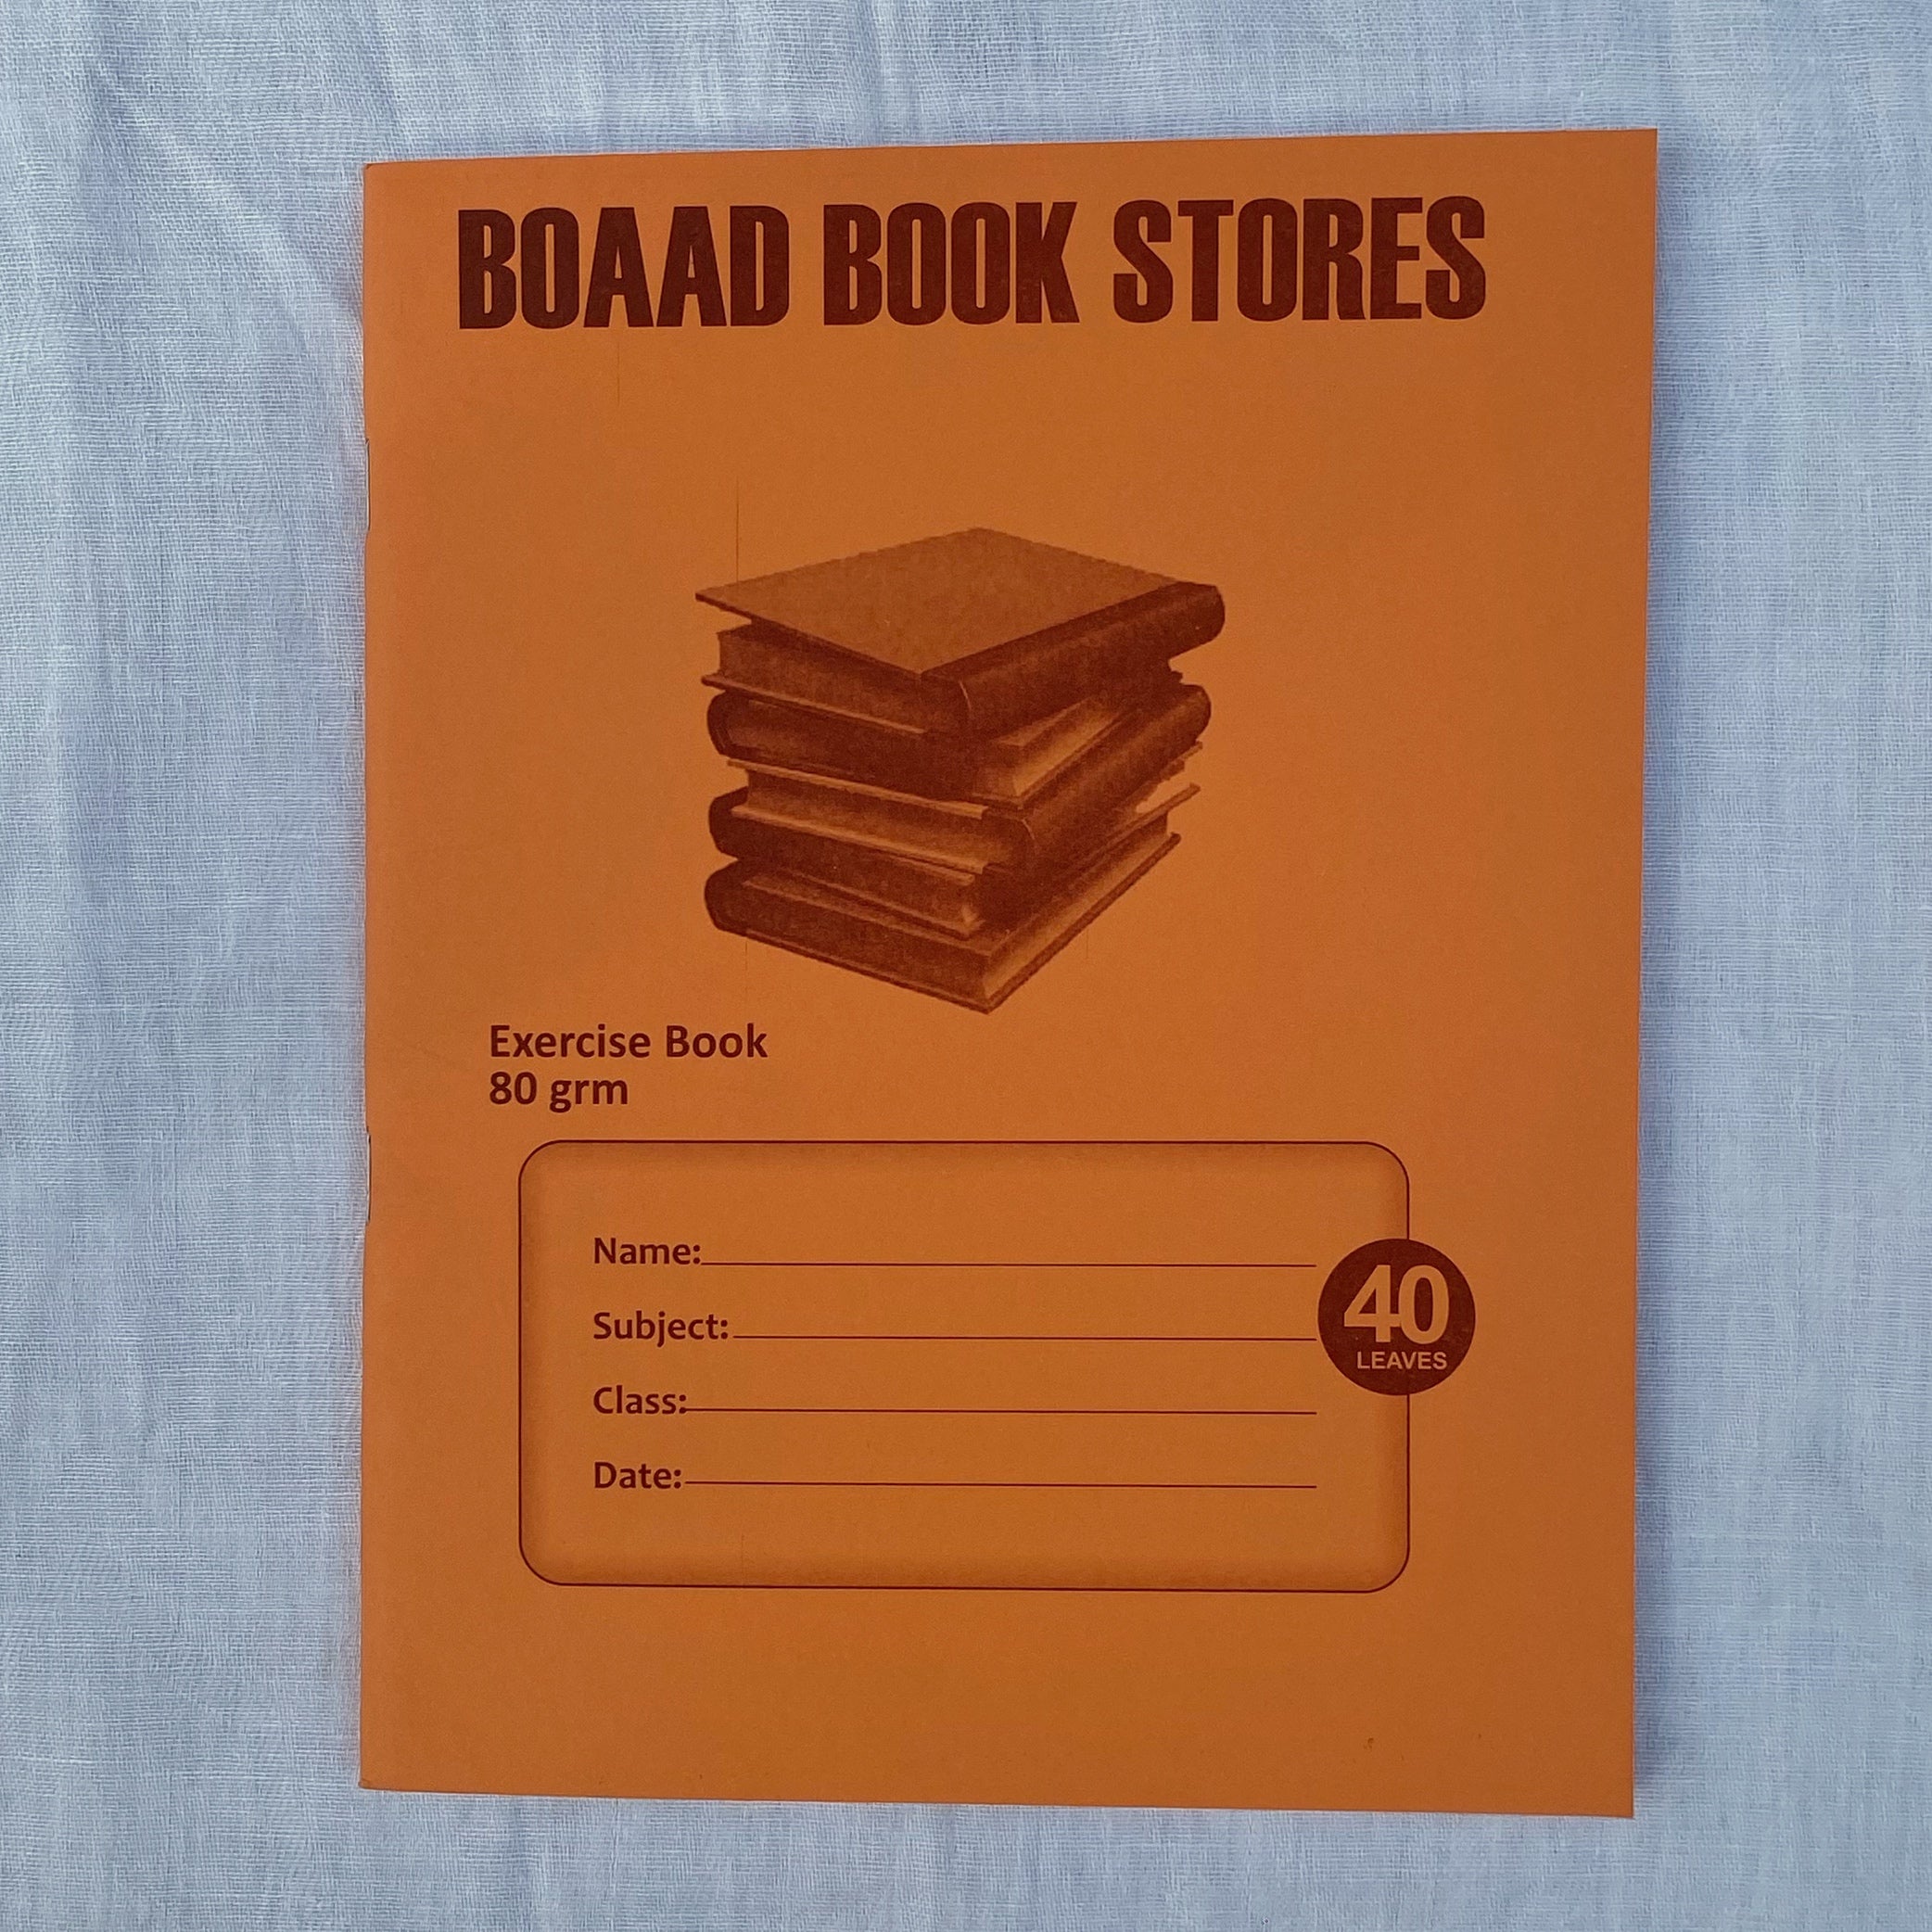 BOAAD BOOK STORES
Exercise Book
80 grm
Name:
Subject:
Class:
Date:
40
LEAVES